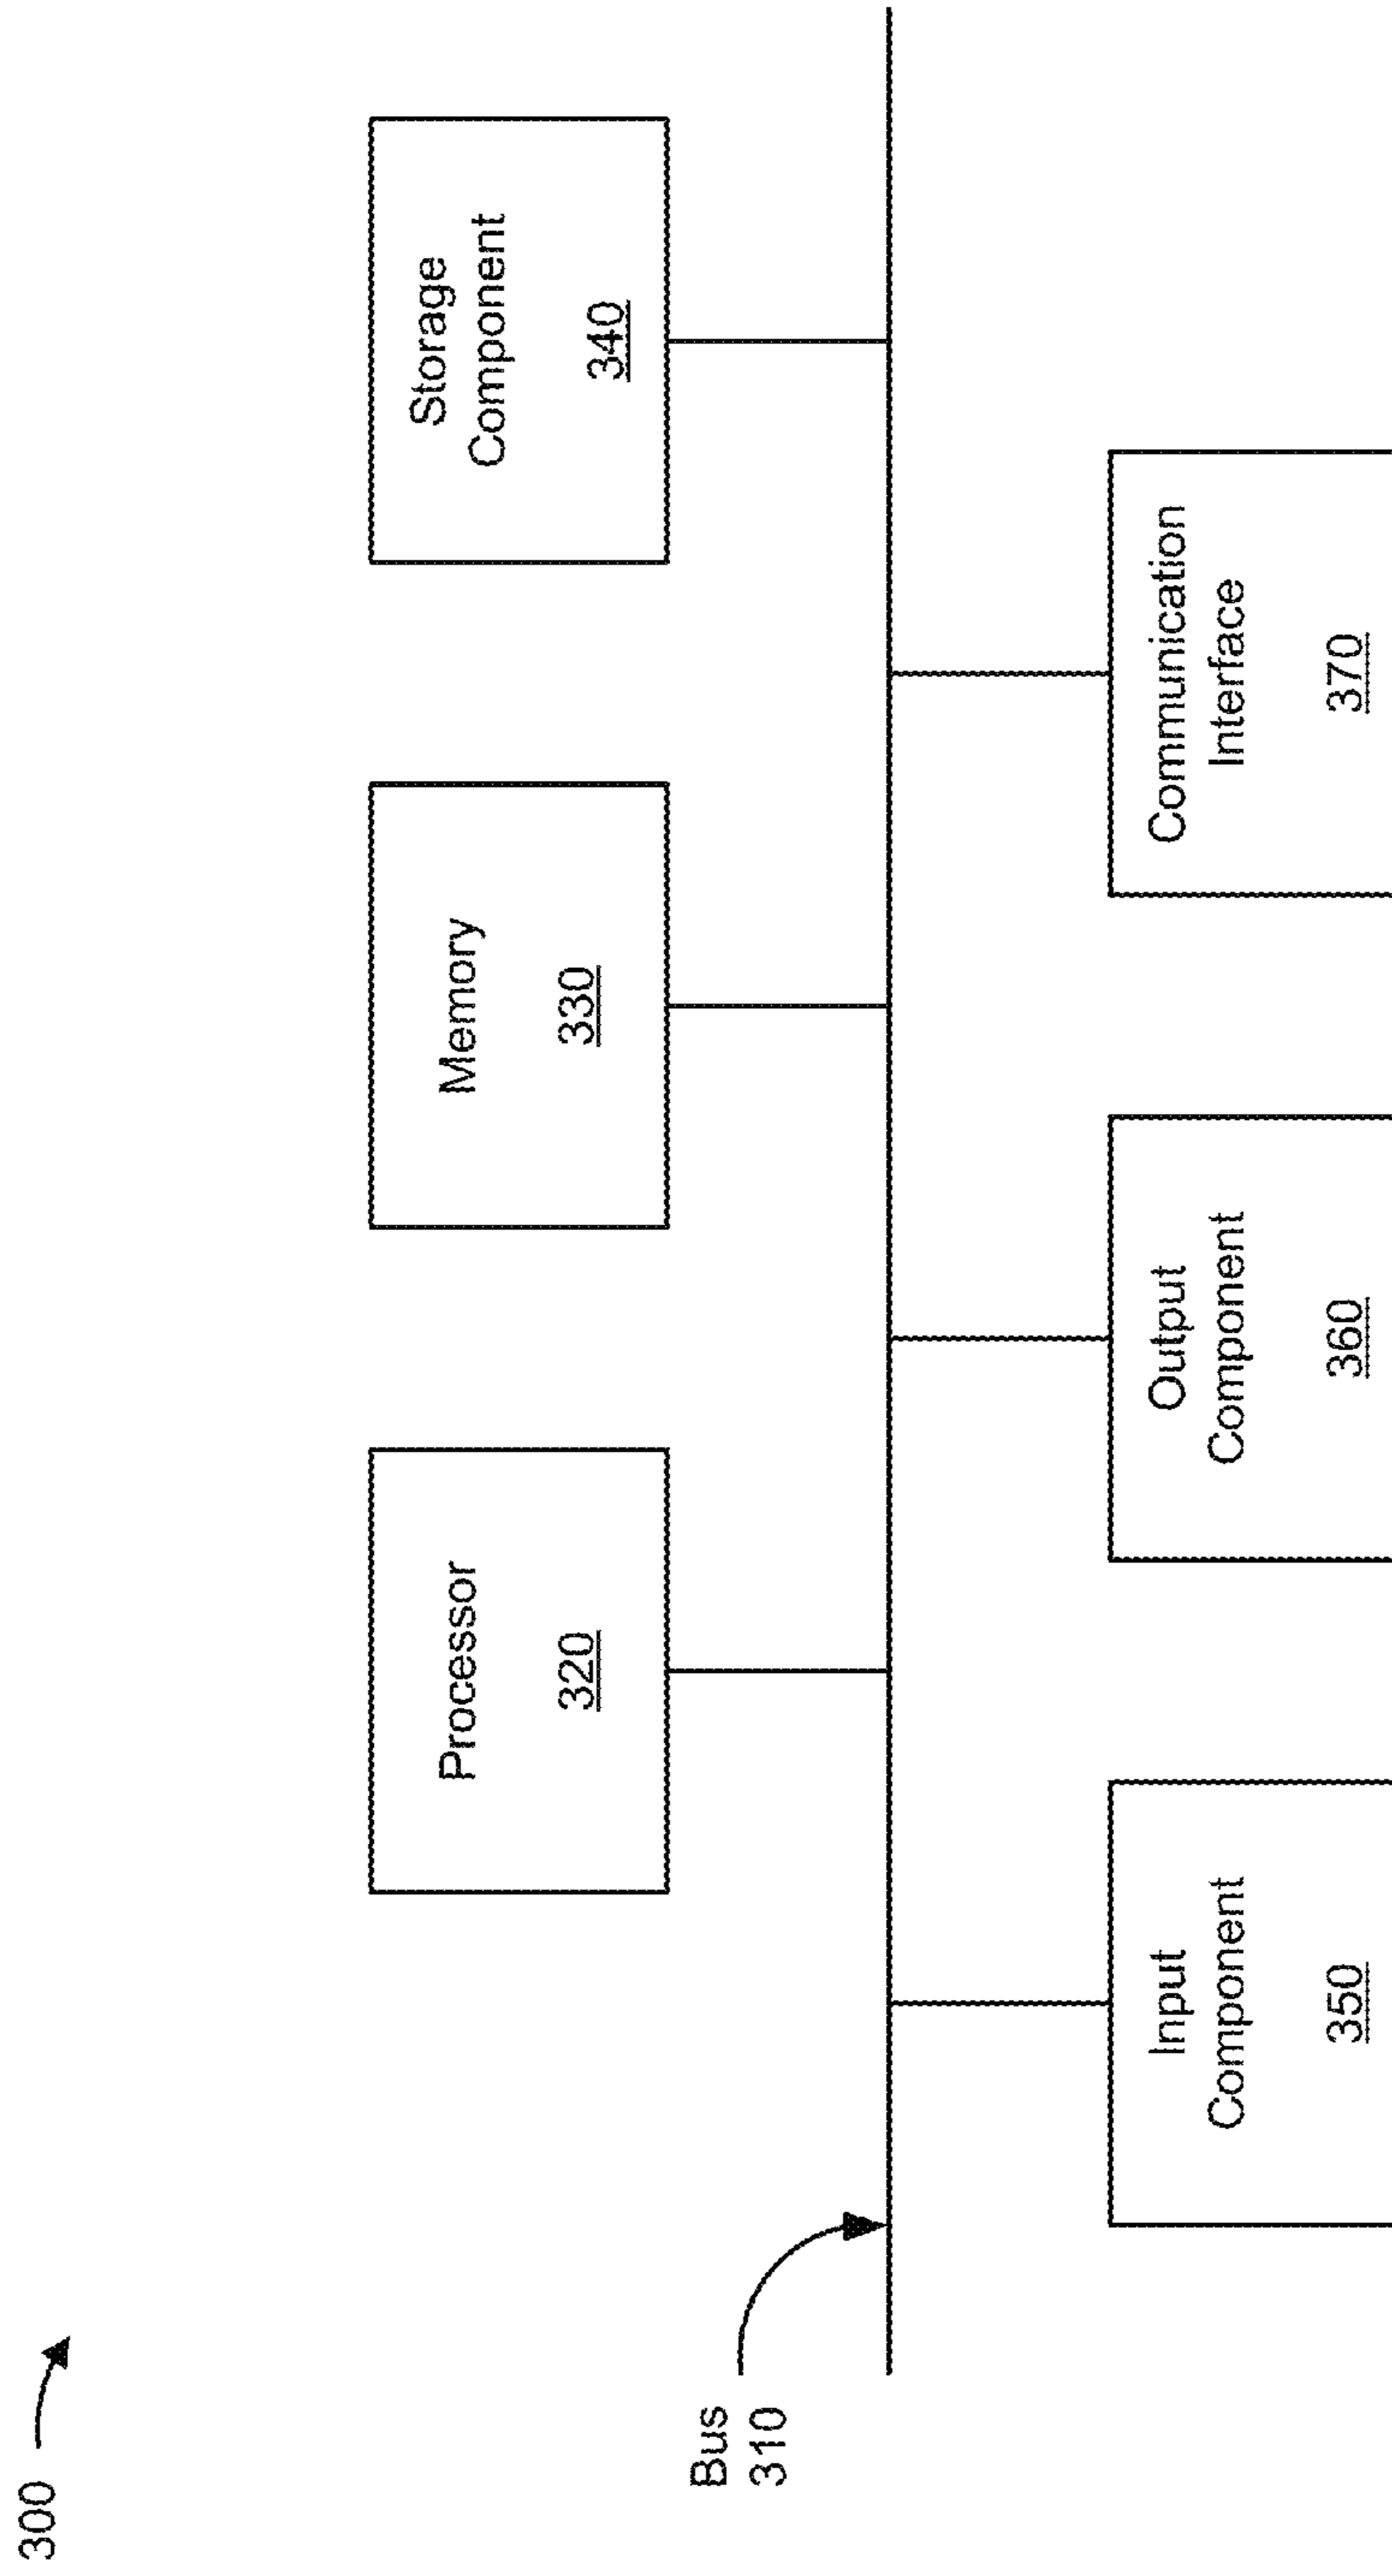 300
Processor
320
Memory
330
Storage
Component
340
Bus
310
Input
Component
350
Output
Component
360
Communication
Interface
370